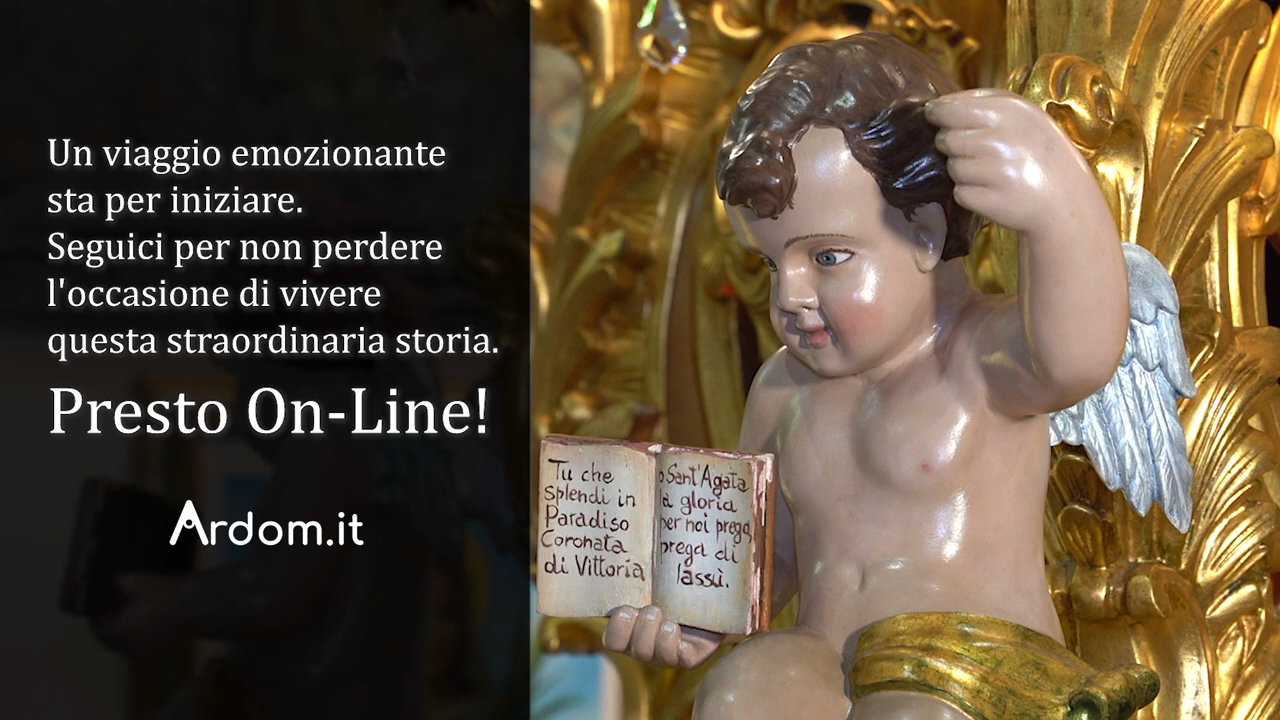 Un viaggio emozionante
sta per iniziare.
Seguici per non perdere
l'occasione di vivere
questa straordinaria storia.
Presto On-Line!
Ardom.it
Tu che
splendi in
Paradiso
Coronata
di Vittoria
o Sant'Agata
la gloria
per noi prega
prega di
lassù.